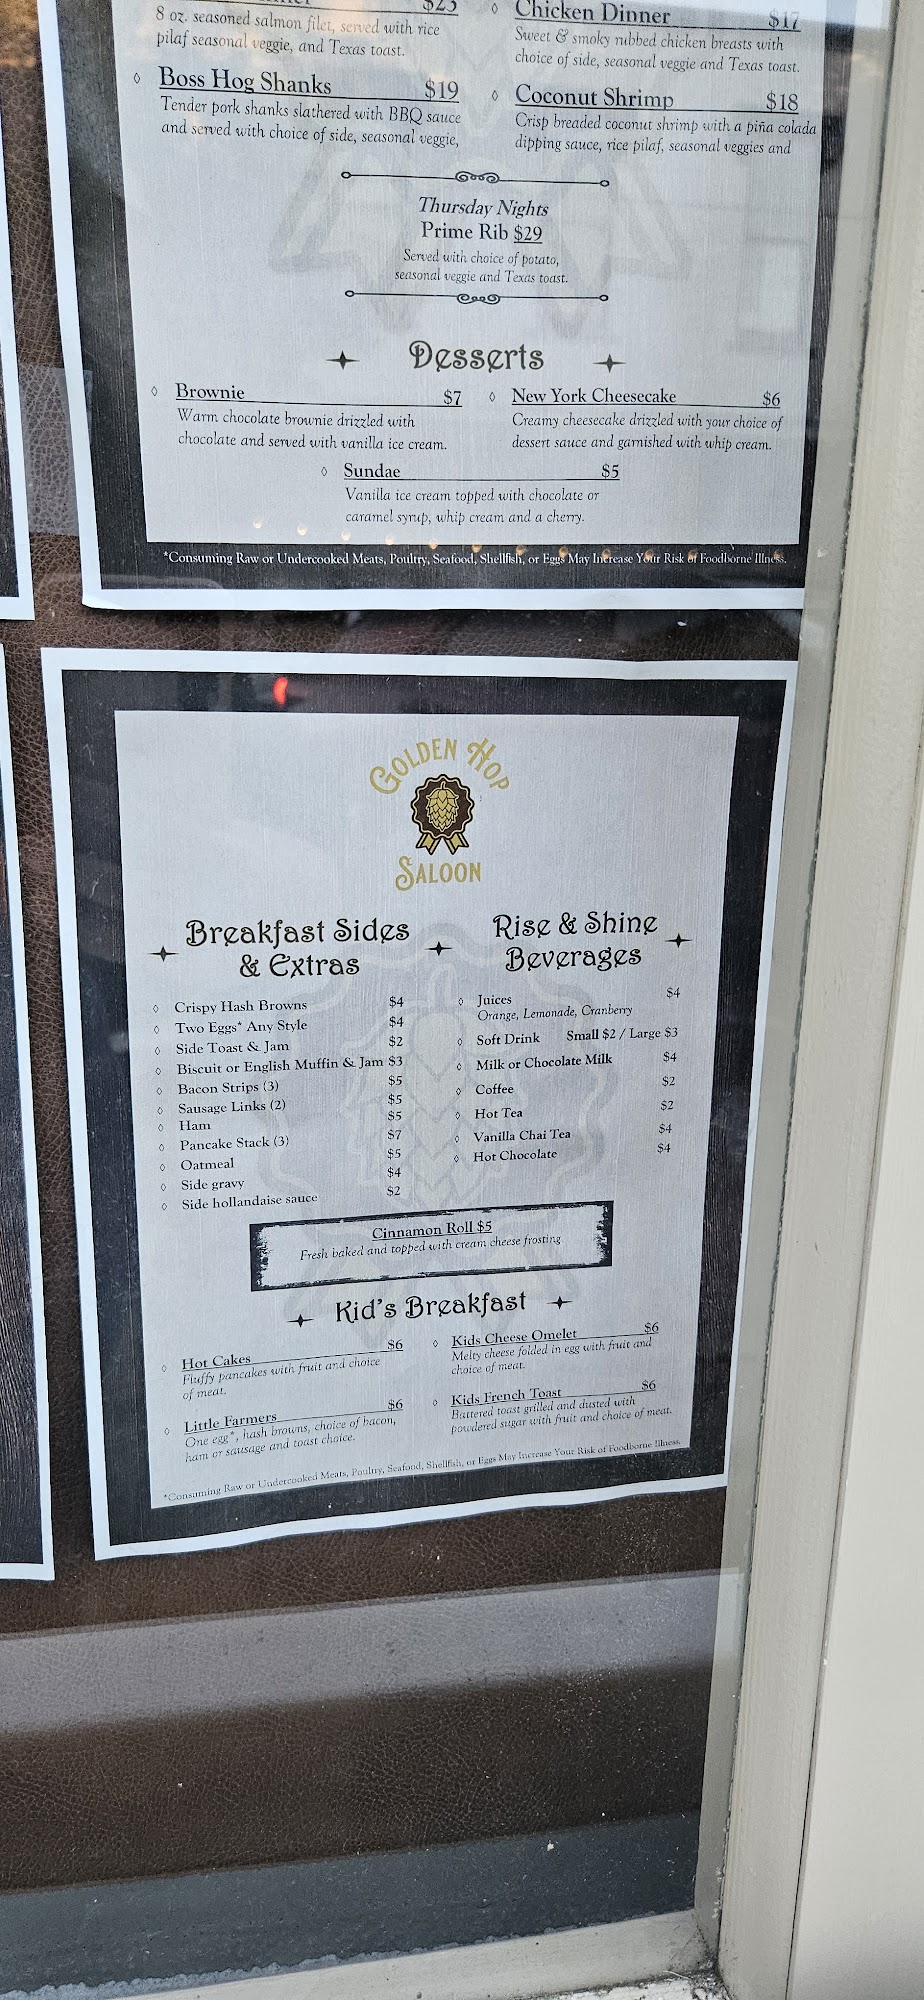 $23
8 oz. seasoned salmon filet, served with rice
pilaf seasonal veggie, and Texas toast.
Boss Hog Shanks $19
Tender pork shanks slathered with BBQ sauce
and served with choice of side, seasonal veggie,
Chicken Dinner $17
Sweet & smoky rubbed chicken breasts with
choice of side, seasonal veggie and Texas toast.
Coconut Shrimp $18
Crisp breaded coconut shrimp with a piña colada
dipping sauce, rice pilaf, seasonal veggies and
Thursday Nights
Prime Rib $29
Served with choice of potato,
seasonal veggie and Texas toast.
Desserts
Brownie $7
Warm chocolate brownie drizzled with
chocolate and served with vanilla ice cream.
New York Cheesecake $6
Creamy cheesecake drizzled with your choice of
dessert sauce and garnished with whip cream.
Sundae $5
Vanilla ice cream topped with chocolate or
caramel syrup, whip cream and a cherry.
*Consuming Raw or Undercooked Meats, Poultry, Seafood, Shellfish, or Eggs May Increase Your Risk of Foodborne Illness.
GOLDEN HOP
SALOON
Breakfast Sides
& Extras
Crispy Hash Browns $4
Two Eggs* Any Style $4
Side Toast & Jam $2
Biscuit or English Muffin & Jam $3
Bacon Strips (3) $5
Sausage Links (2) $5
Ham $5
Pancake Stack (3) $7
Oatmeal $5
Side gravy $4
Side hollandaise sauce $2
Rise & Shine
Beverages
Juices $4
Orange, Lemonade, Cranberry
Soft Drink Small $2 / Large $3
Milk or Chocolate Milk $4
Coffee $2
Hot Tea $2
Vanilla Chai Tea $4
Hot Chocolate $4
Cinnamon Roll $5
Fresh baked and topped with cream cheese frosting
Kid's Breakfast
Hot Cakes $6
Fluffy pancakes with fruit and choice
of meat.
Little Farmers $6
One egg*, hash browns, choice of bacon,
ham or sausage and toast choice.
Kids Cheese Omelet $6
Melty cheese folded in egg with fruit and
choice of meat.
Kids French Toast $6
Battered toast grilled and dusted with
powdered sugar with fruit and choice of meat.
*Consuming Raw or Undercooked Meats, Poultry, Seafood, Shellfish, or Eggs May Increase Your Risk of Foodborne Illness.